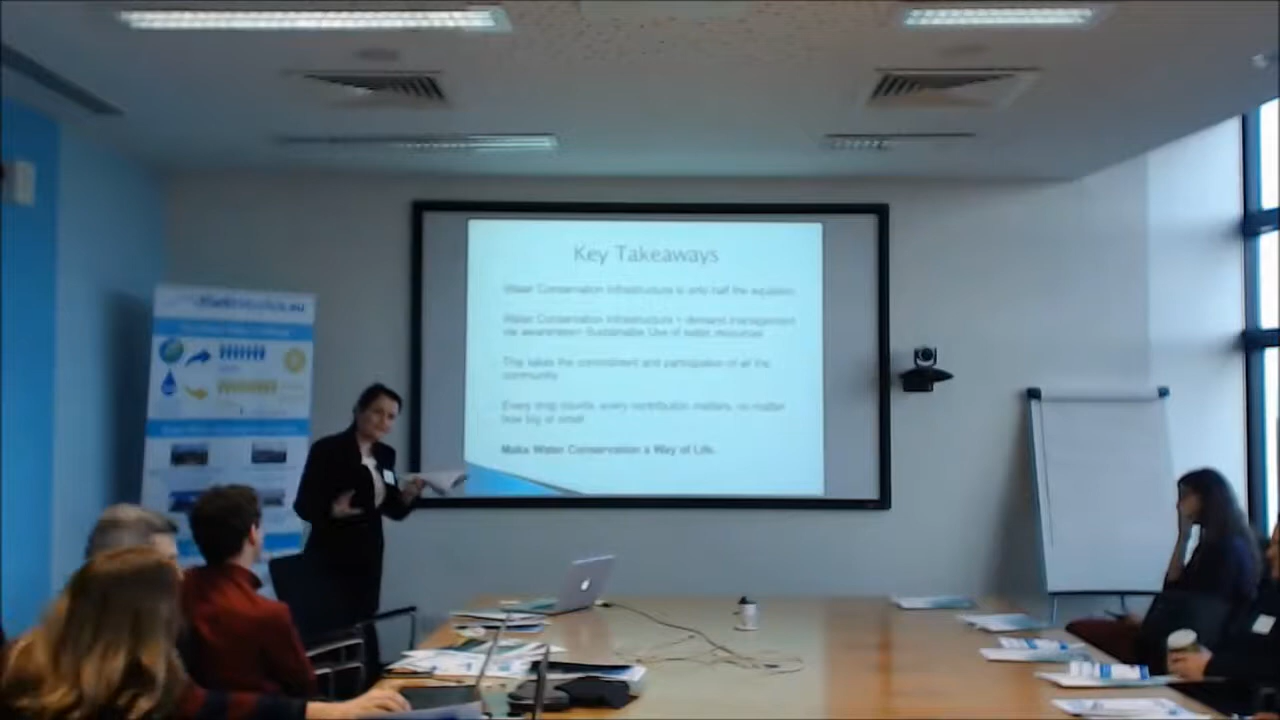 Key Takeaways
Water Conservation Infrastructure is only half the equation.
Water Conservation Infrastructure + demand management
via awareness= Sustainable Use of water resources
This takes the commitment and participation of all the
community.
Every drop counts, every contribution matters, no matter
how big or small
Make Water Conservation a Way of Life.